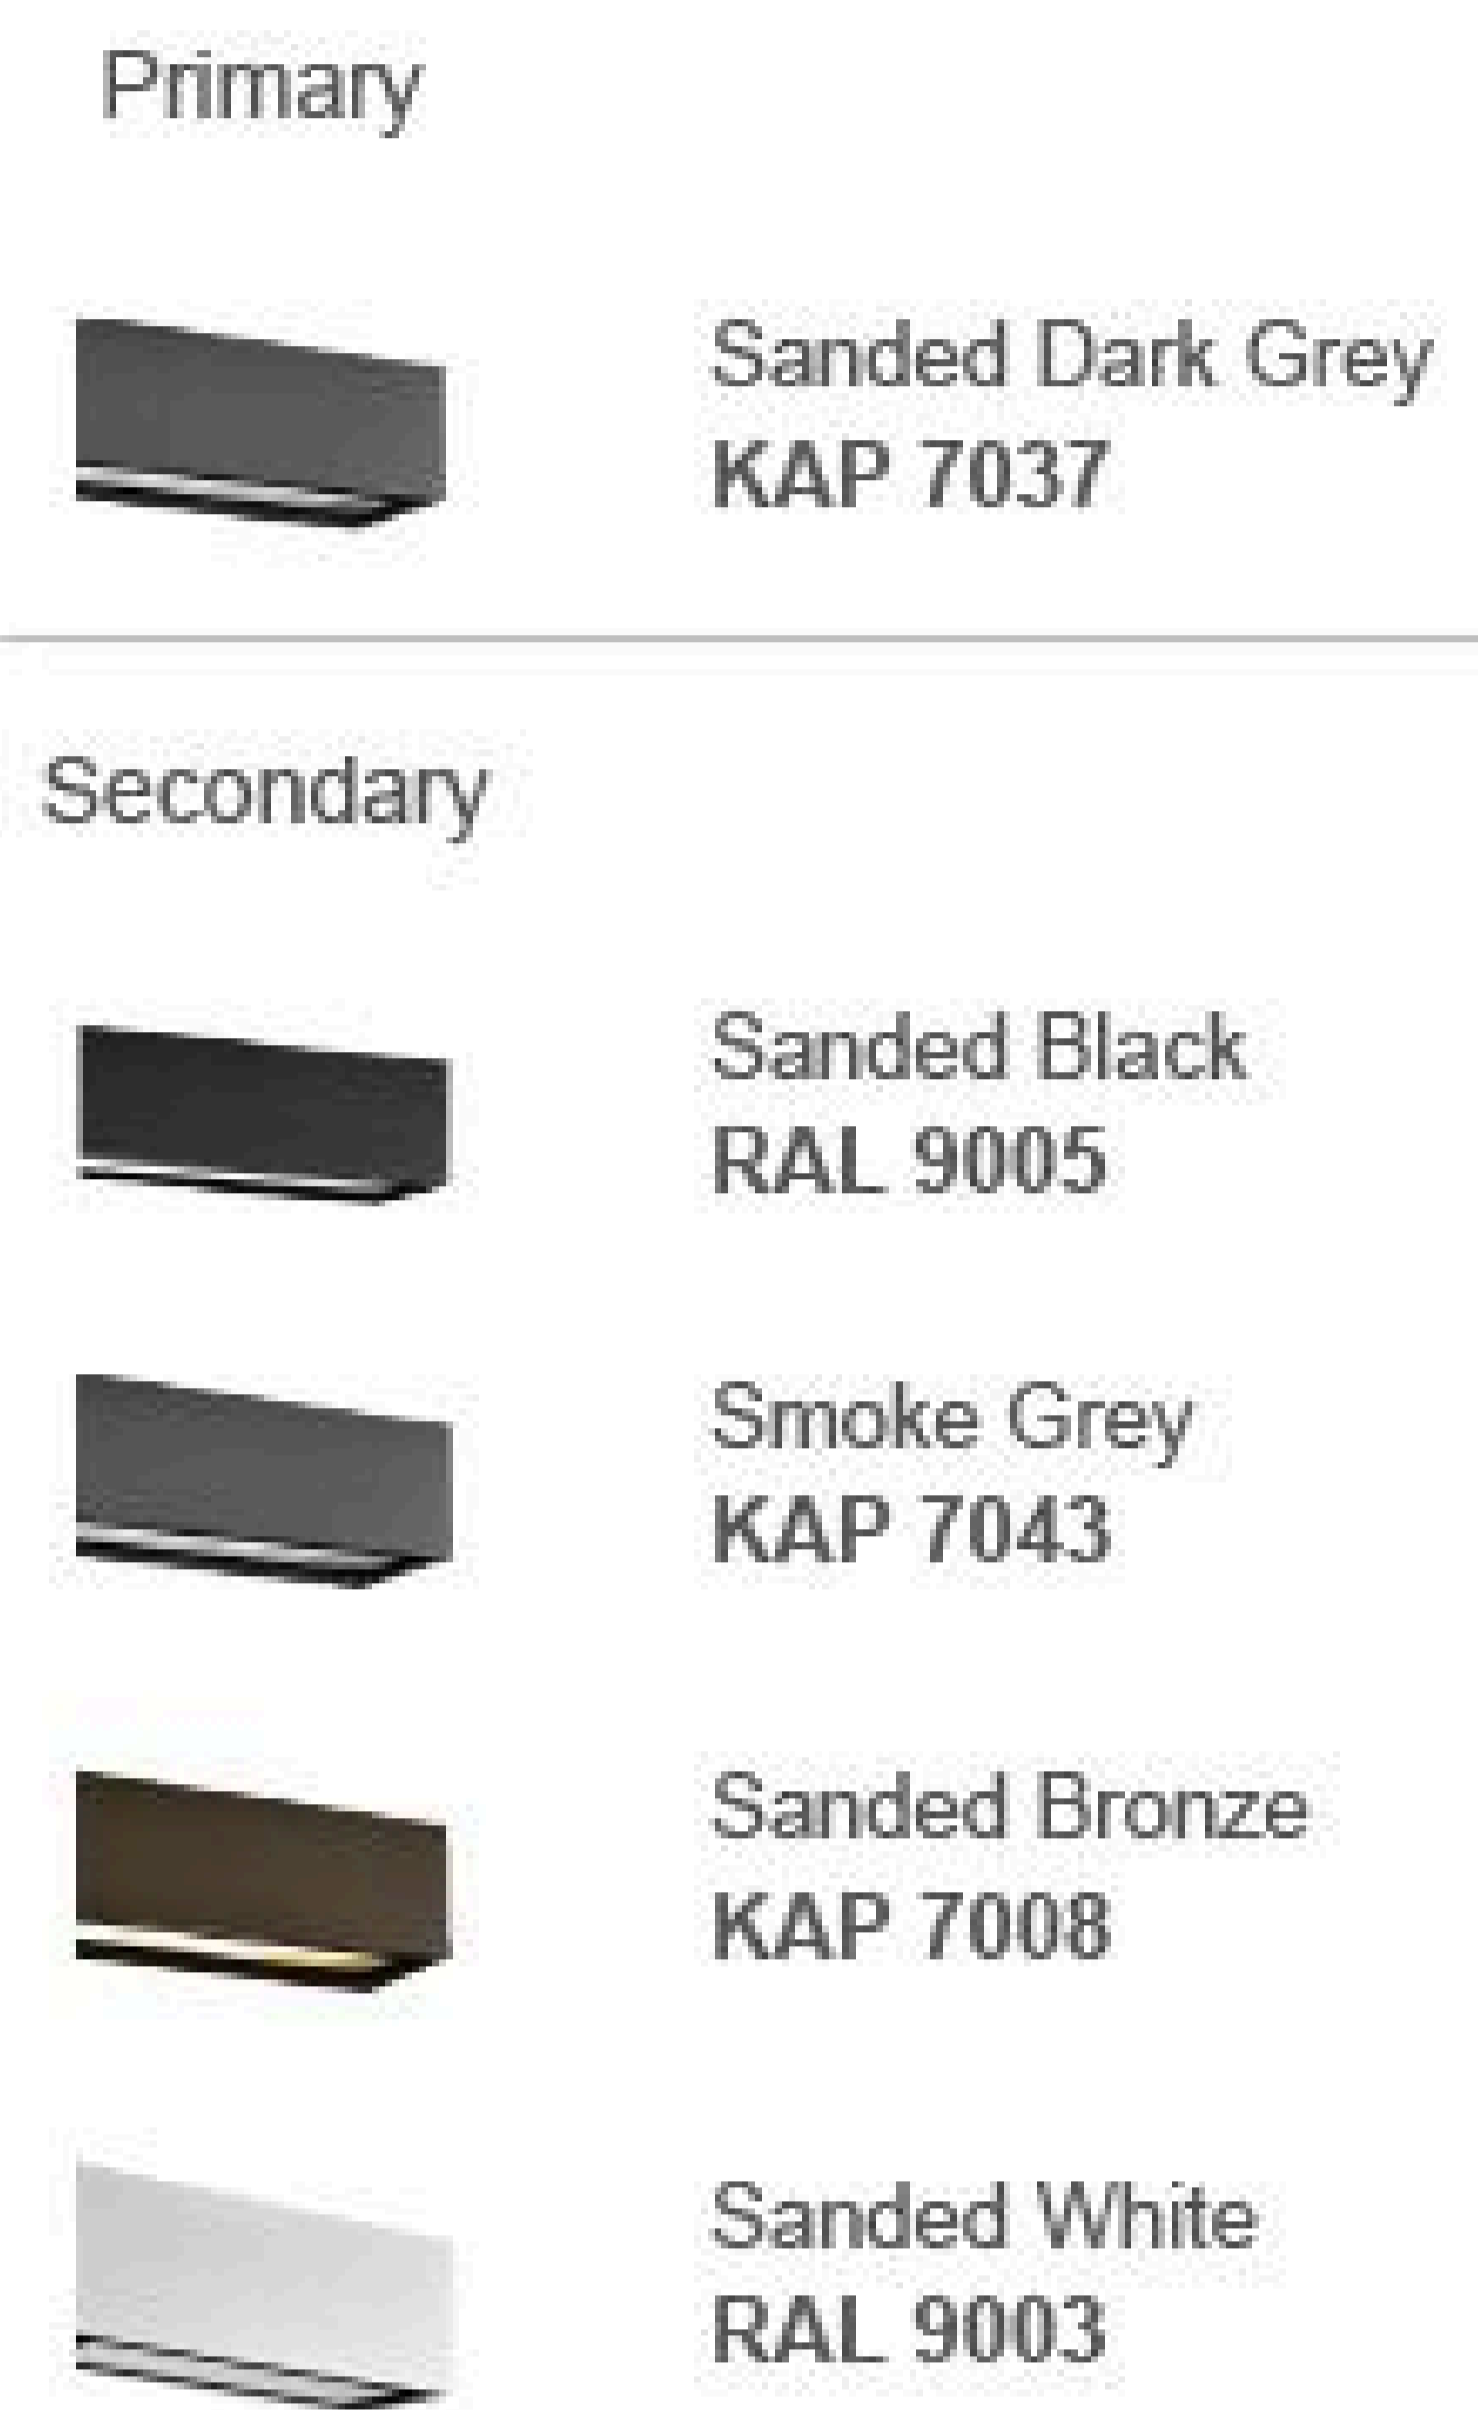 Primary
Sanded Dark Grey
KAP 7037
Secondary
Sanded Black
RAL 9005
Smoke Grey
KAP 7043
Sanded Bronze
KAP 7008
Sanded White
RAL 9003